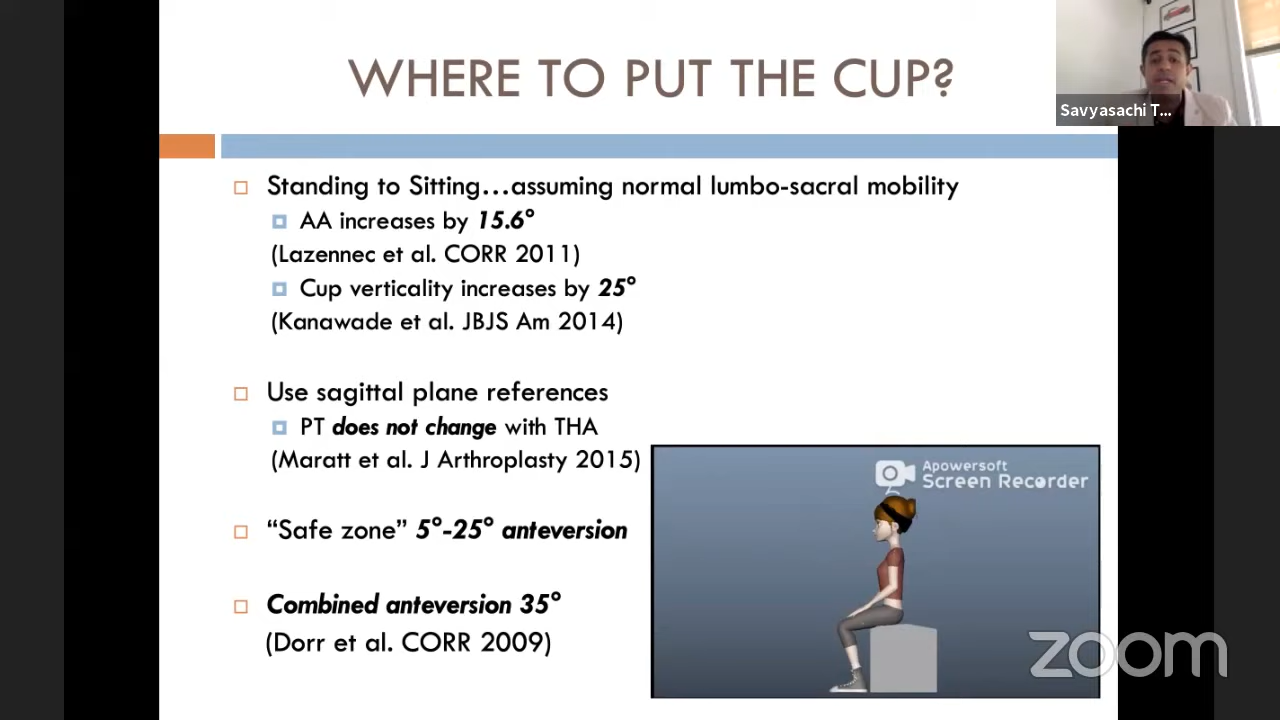 WHERE TO PUT THE CUP?
Savyasachi T...
Standing to Sitting...assuming normal lumbo-sacral mobility
AA increases by 15.6°
(Lazennec et al. CORR 2011)
Cup verticality increases by 25°
(Kanawade et al. JBJS Am 2014)
Use sagittal plane references
PT does not change with THA
(Maratt et al. J Arthroplasty 2015)
"Safe zone" 5°-25° anteversion
Combined anteversion 35°
(Dorr et al. CORR 2009)
Apowersoft
Screen Recorder
zoom